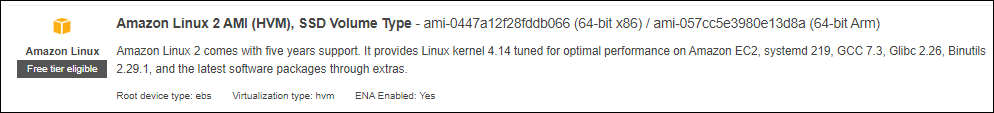 Amazon Linux 2 AMI (HVM), SSD Volume Type - ami-0447a12f28fddb066 (64-bit x86) / ami-057cc5e3980e13d8a (64-bit Arm)
Amazon Linux
Free tier eligible
Amazon Linux 2 comes with five years support. It provides Linux kernel 4.14 tuned for optimal performance on Amazon EC2, systemd 219, GCC 7.3, Glibc 2.26, Binutils
2.29.1, and the latest software packages through extras.
Root device type: ebs Virtualization type: hvm ENA Enabled: Yes